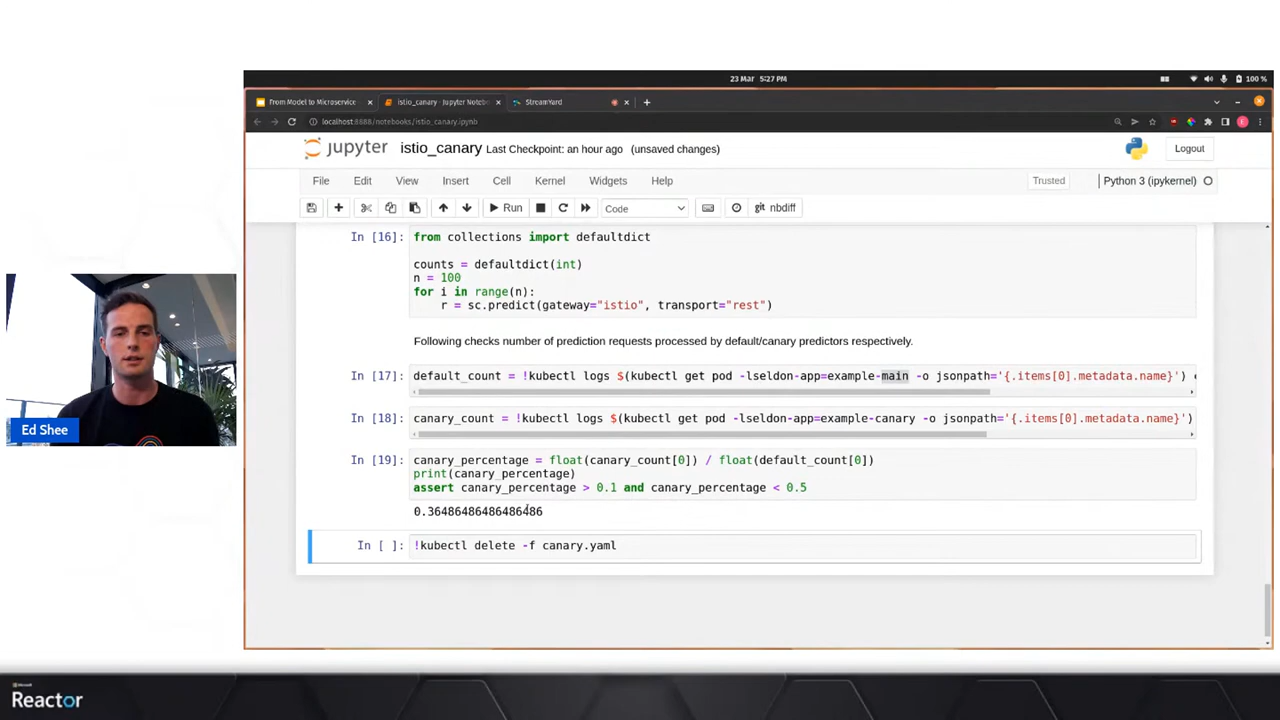 23 Mar 5:27 PM
100 %
From Model to Microservice
istio_canary - Jupyter Notebo
StreamYard
localhost:8888/notebooks/istio_canary.ipynb
jupyter istio_canary Last Checkpoint: an hour ago (unsaved changes)
Logout
File Edit View Insert Cell Kernel Widgets Help
Trusted
Python 3 (ipykernel)
Run
Code
git nbdiff
In [16]: from collections import defaultdict
counts = defaultdict(int)
n = 100
for i in range(n):
r = sc.predict(gateway="istio", transport="rest")
Following checks number of prediction requests processed by default/canary predictors respectively.
In [17]: default_count = !kubectl logs $(kubectl get pod -lseldon-app=example-main -o jsonpath='{.items[0].metadata.name}')
In [18]: canary_count = !kubectl logs $(kubectl get pod -lseldon-app=example-canary -o jsonpath='{.items[0].metadata.name}')
In [19]: canary_percentage = float(canary_count[0]) / float(default_count[0])
print(canary_percentage)
assert canary_percentage > 0.1 and canary_percentage < 0.5
0.36486486486486486
In [ ]: !kubectl delete -f canary.yaml
Ed Shee
Microsoft
Reactor